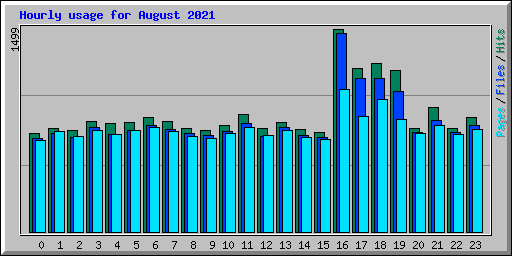 Hourly usage for August 2021
1499
Pages / Files / Hits
0 1 2 3 4 5 6 7 8 9 10 11 12 13 14 15 16 17 18 19 20 21 22 23